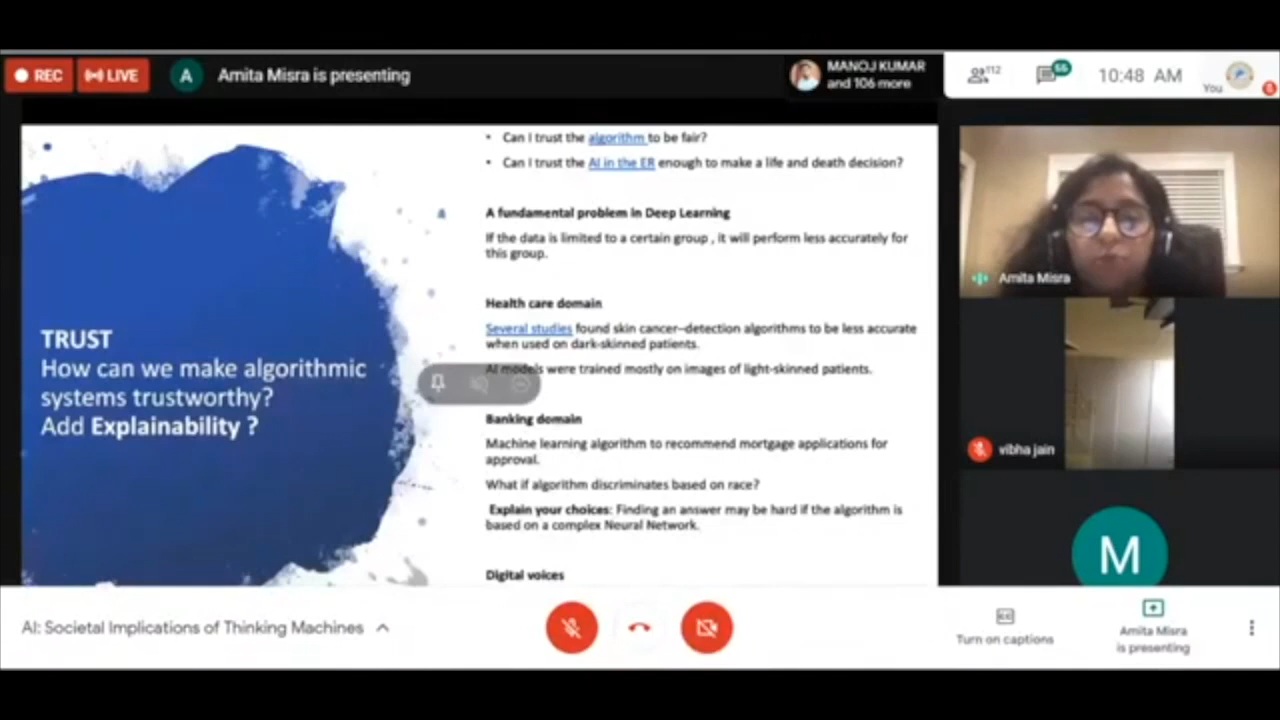 REC
LIVE
A
Amita Misra is presenting
MANOJ KUMAR
and 106 more
112
66
10:48 AM
You
• Can I trust the algorithm to be fair?
• Can I trust the AI in the ER enough to make a life and death decision?
A fundamental problem in Deep Learning
If the data is limited to a certain group , it will perform less accurately for
this group.
Health care domain
Several studies found skin cancer–detection algorithms to be less accurate
when used on dark-skinned patients.
AI models were trained mostly on images of light-skinned patients.
Banking domain
Machine learning algorithm to recommend mortgage applications for
approval.
What if algorithm discriminates based on race?
Explain your choices: Finding an answer may be hard if the algorithm is
based on a complex Neural Network.
Digital voices
TRUST
How can we make algorithmic
systems trustworthy?
Add Explainability ?
Amita Misra
vibha jain
M
AI: Societal Implications of Thinking Machines
Turn on captions
Amita Misra
is presenting